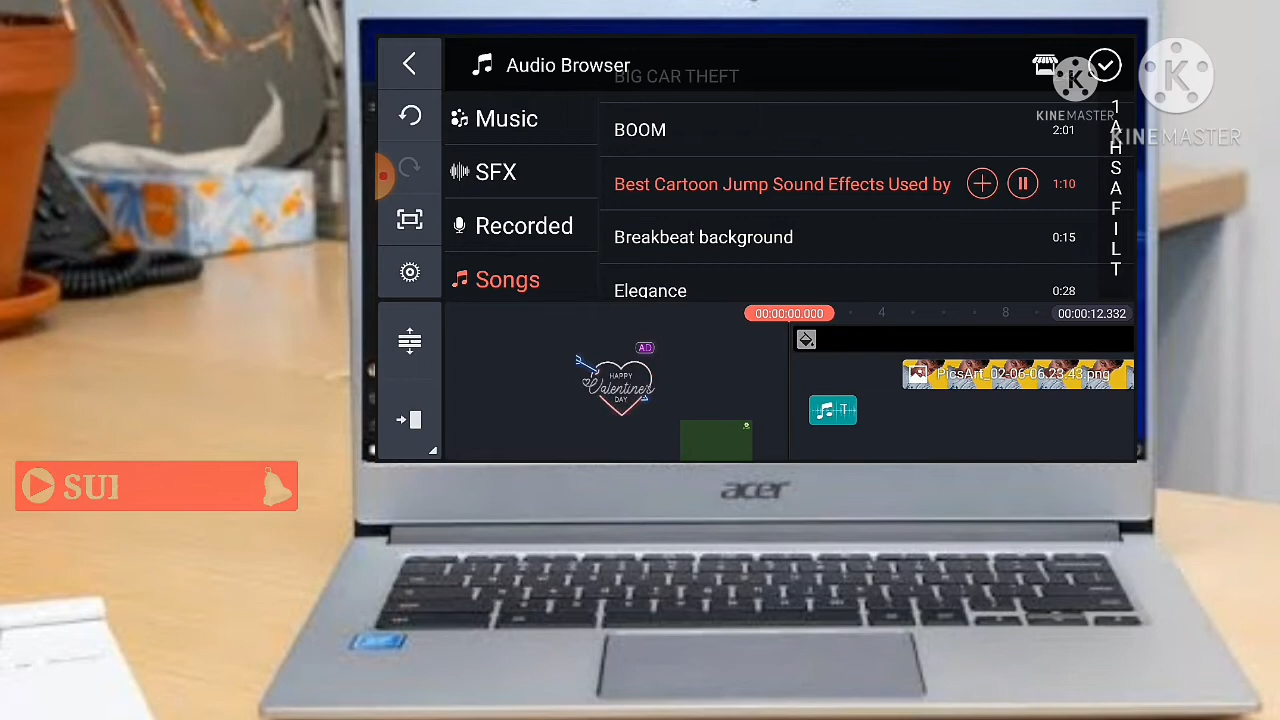 Audio Browser
BIG CAR THEFT
KINEMASTER
KINEMASTER
Music
BOOM
2:01
SFX
Best Cartoon Jump Sound Effects Used by
1:10
Recorded
Breakbeat background
0:15
Songs
Elegance
0:28
1
A
H
S
A
F
I
L
T
00:00:00.000
4
8
00:00:12.332
AD
HAPPY
Valentines
DAY
PicsArt_02-06-06.23.43.png
T
SUI
acer